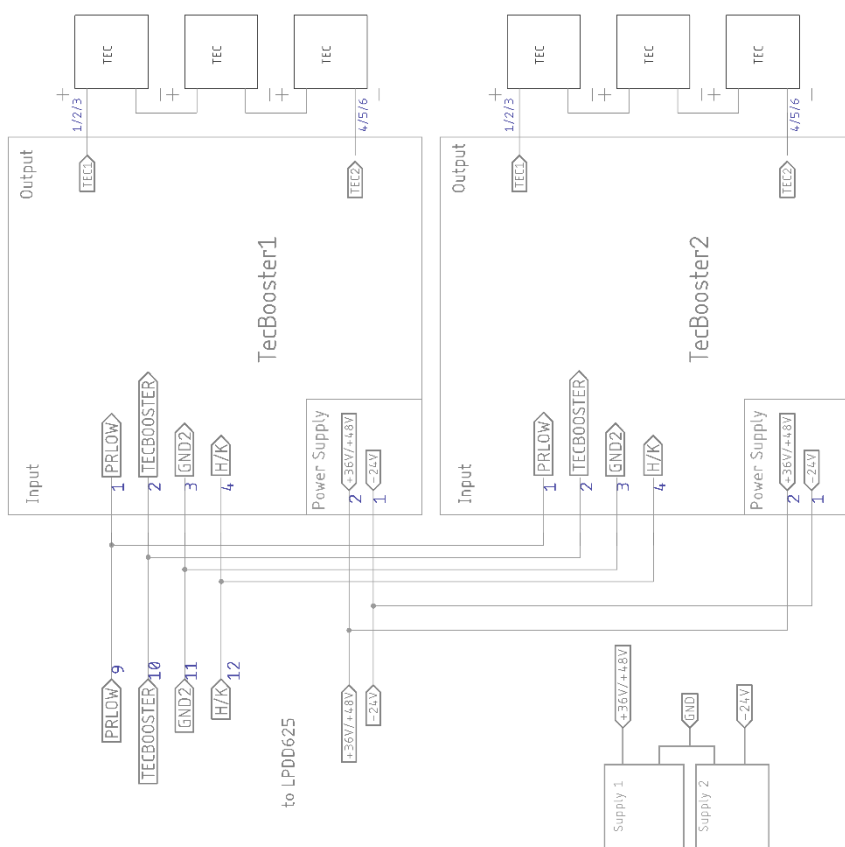 TEC
TEC
TEC
TEC
TEC
TEC
+
−
+
−
+
−
+
−
+
−
+
−
1/2/3
4/5/6
1/2/3
4/5/6
Output
TEC1
TEC2
Output
TEC1
TEC2
TecBooster1
TecBooster2
Input
PRLOW
TECBOOSTER
GND2
H/K
1
2
3
4
Power Supply
+36V/+48V
-24V
2
1
Input
PRLOW
TECBOOSTER
GND2
H/K
1
2
3
4
Power Supply
+36V/+48V
-24V
2
1
9
10
11
12
PRLOW
TECBOOSTER
GND2
H/K
to LPDD625
+36V/+48V
-24V
+36V/+48V
GND
-24V
Supply 1
Supply 2